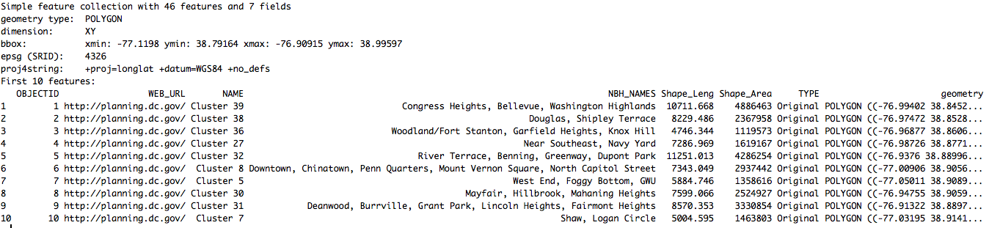 Simple feature collection with 46 features and 7 fields
geometry type:  POLYGON
dimension:      XY
bbox:           xmin: -77.1198 ymin: 38.79164 xmax: -76.90915 ymax: 38.99597
epsg (SRID):    4326
proj4string:    +proj=longlat +datum=WGS84 +no_defs
First 10 features:
OBJECTID WEB_URL NAME NBH_NAMES Shape_Leng Shape_Area TYPE geometry
1 1 http://planning.dc.gov/ Cluster 39 Congress Heights, Bellevue, Washington Highlands 10711.668 4886463 Original POLYGON ((-76.99402 38.8452...
2 2 http://planning.dc.gov/ Cluster 38 Douglas, Shipley Terrace 8229.486 2367958 Original POLYGON ((-76.97472 38.8528...
3 3 http://planning.dc.gov/ Cluster 36 Woodland/Fort Stanton, Garfield Heights, Knox Hill 4746.344 1119573 Original POLYGON ((-76.96877 38.8606...
4 4 http://planning.dc.gov/ Cluster 27 Near Southeast, Navy Yard 7286.969 1619167 Original POLYGON ((-76.98726 38.8771...
5 5 http://planning.dc.gov/ Cluster 32 River Terrace, Benning, Greenway, Dupont Park 11251.013 4286254 Original POLYGON ((-76.9376 38.88996...
6 6 http://planning.dc.gov/ Cluster 8 Downtown, Chinatown, Penn Quarters, Mount Vernon Square, North Capitol Street 7343.049 2937442 Original POLYGON ((-77.00906 38.9056...
7 7 http://planning.dc.gov/ Cluster 5 West End, Foggy Bottom, GWU 5884.746 1358616 Original POLYGON ((-77.05011 38.9089...
8 8 http://planning.dc.gov/ Cluster 30 Mayfair, Hillbrook, Mahaning Heights 7599.066 2524927 Original POLYGON ((-76.94755 38.9059...
9 9 http://planning.dc.gov/ Cluster 31 Deanwood, Burrville, Grant Park, Lincoln Heights, Fairmont Heights 8570.353 3330854 Original POLYGON ((-76.91322 38.8897...
10 10 http://planning.dc.gov/ Cluster 7 Shaw, Logan Circle 5004.595 1463803 Original POLYGON ((-77.03195 38.9141...